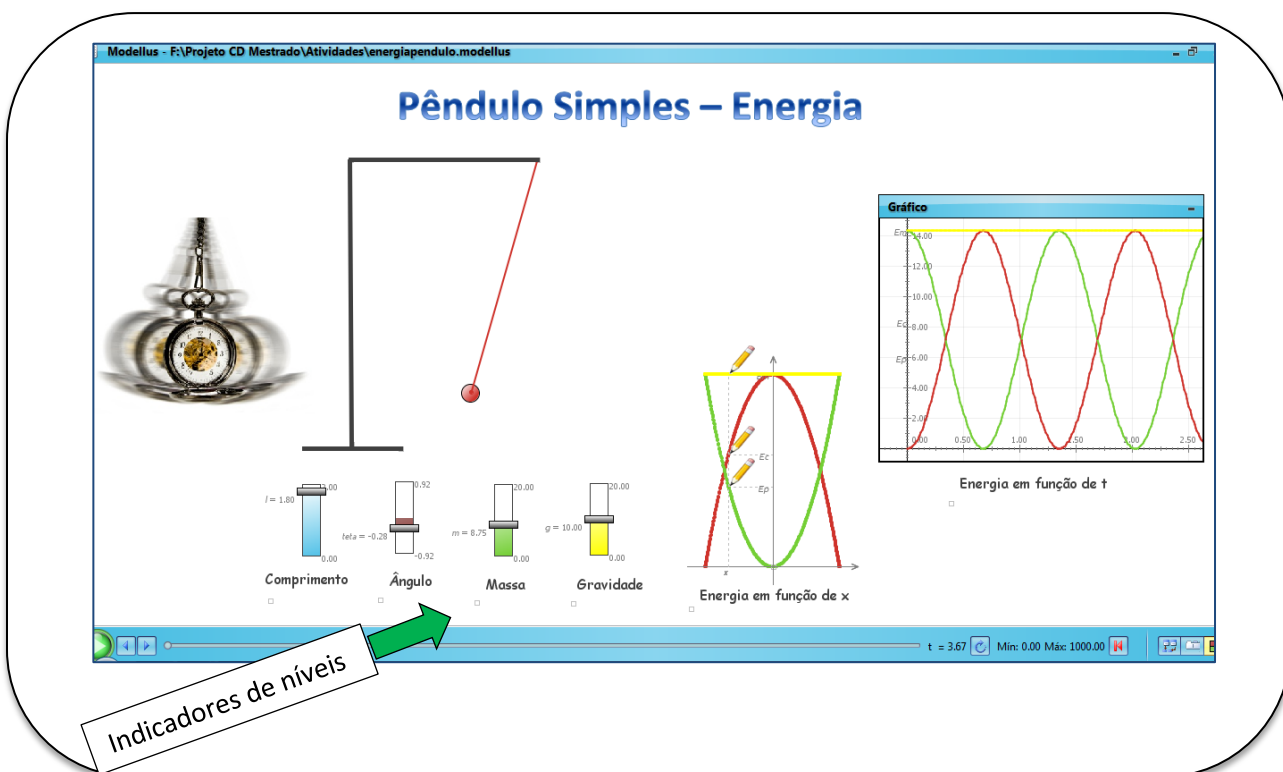 Modellus - F:\Projeto CD Mestrado\Atividades\energiapendulo.modellus
Pêndulo Simples – Energia
Gráfico
14.00
12.00
10.00
Ec
8.00
Ep
6.00
4.00
2.00
0.00 0.50 1.00 1.50 2.00 2.50
Energia em função de t
Ec
Ep
x
Energia em função de x
l = 1.80
0.00
Comprimento
0.92
teta = -0.28
-0.92
Ângulo
20.00
m = 8.75
0.00
Massa
20.00
g = 10.00
0.00
Gravidade
t = 3.67 Mín: 0.00 Máx: 1000.00
Indicadores de níveis